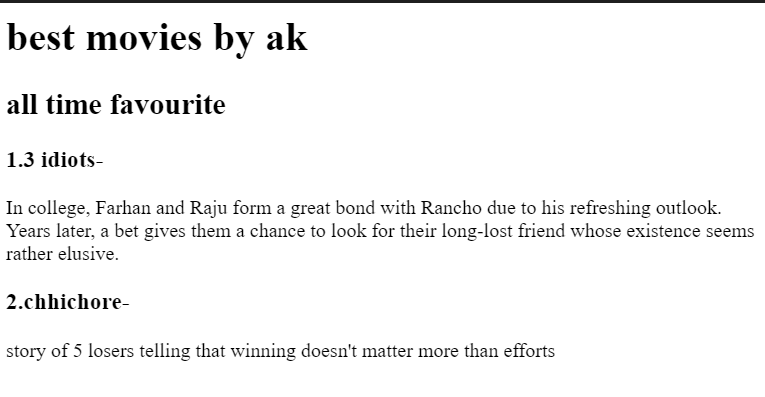 best movies by ak
all time favourite
1.3 idiots-
In college, Farhan and Raju form a great bond with Rancho due to his refreshing outlook.
Years later, a bet gives them a chance to look for their long-lost friend whose existence seems
rather elusive.
2.chhichore-
story of 5 losers telling that winning doesn't matter more than efforts